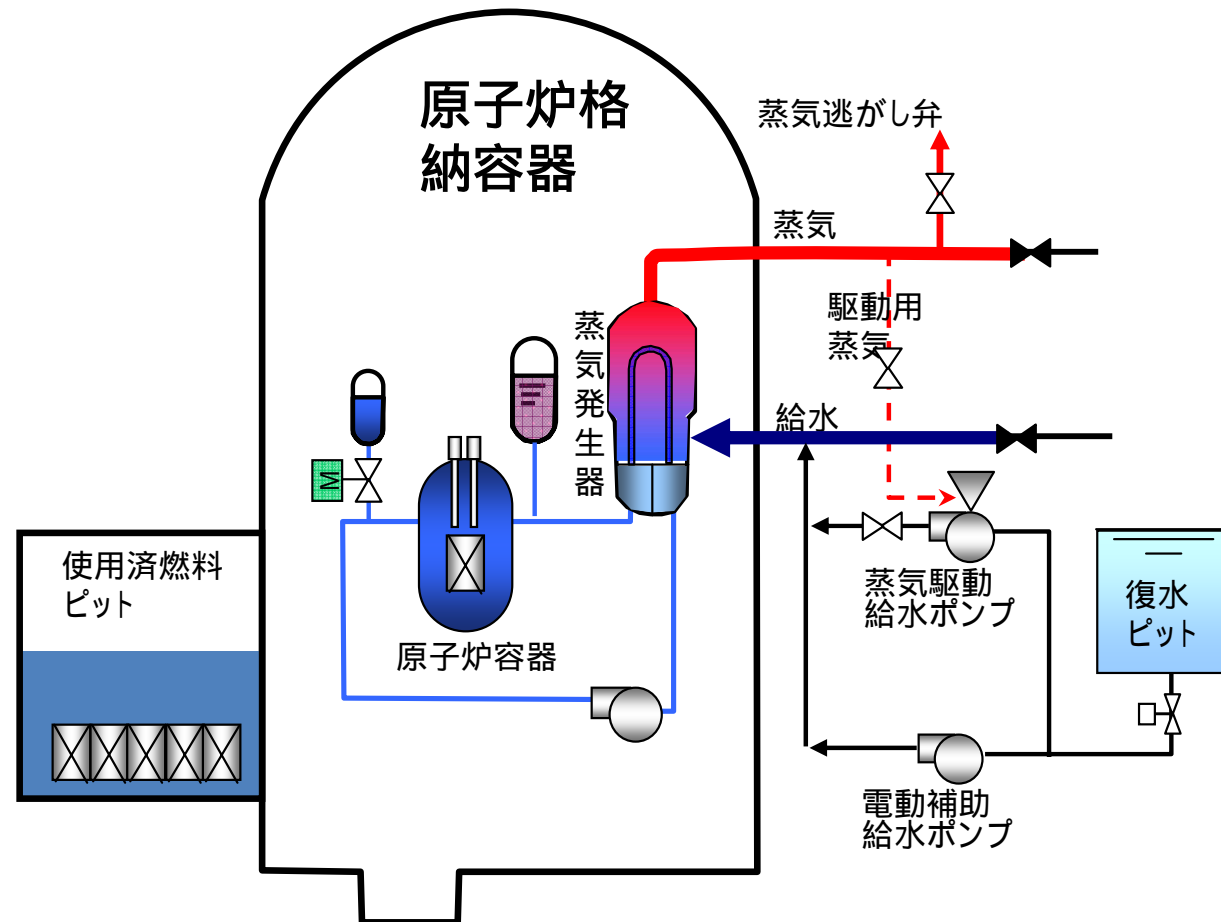 原子炉格
納容器
蒸気逃がし弁
蒸気
駆動用
蒸気
蒸気発生器
給水
M
使用済燃料
ピット
原子炉容器
蒸気駆動
給水ポンプ
復水
ピット
電動補助
給水ポンプ